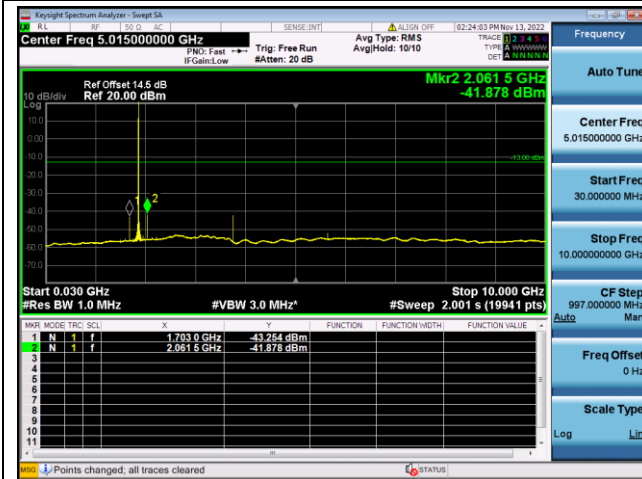 Keysight Spectrum Analyzer - Swept SA
RL RF 50 Ω AC SENSE:INT ALIGN OFF 02:24:03 PM Nov 13, 2022
Center Freq 5.015000000 GHz
PNO: Fast
IFGain:Low
Trig: Free Run
#Atten: 20 dB
Avg Type: RMS
Avg|Hold: 10/10
TRACE 1 2 3 4 5 6
TYPE A WWWWW
DET A N N N N N
Ref Offset 14.5 dB
10 dB/div Ref 20.00 dBm
Log
Mkr2 2.061 5 GHz
-41.878 dBm
10.0
0.00
-10.0
-13.00 dBm
-20.0
-30.0
-40.0
-50.0
-60.0
-70.0
1
2
Start 0.030 GHz
Stop 10.000 GHz
#Res BW 1.0 MHz
#VBW 3.0 MHz*
#Sweep 2.001 s (19941 pts)
MKR MODE TRC SCL X Y FUNCTION FUNCTION WIDTH FUNCTION VALUE
1 N 1 f 1.703 0 GHz -43.254 dBm
2 N 1 f 2.061 5 GHz -41.878 dBm
3
4
5
6
7
8
9
10
11
MSG Points changed; all traces cleared
STATUS
Frequency
Auto Tune
Center Freq
5.015000000 GHz
Start Freq
30.000000 MHz
Stop Freq
10.000000000 GHz
CF Step
997.000000 MHz
Auto Man
Freq Offset
0 Hz
Scale Type
Log Lin